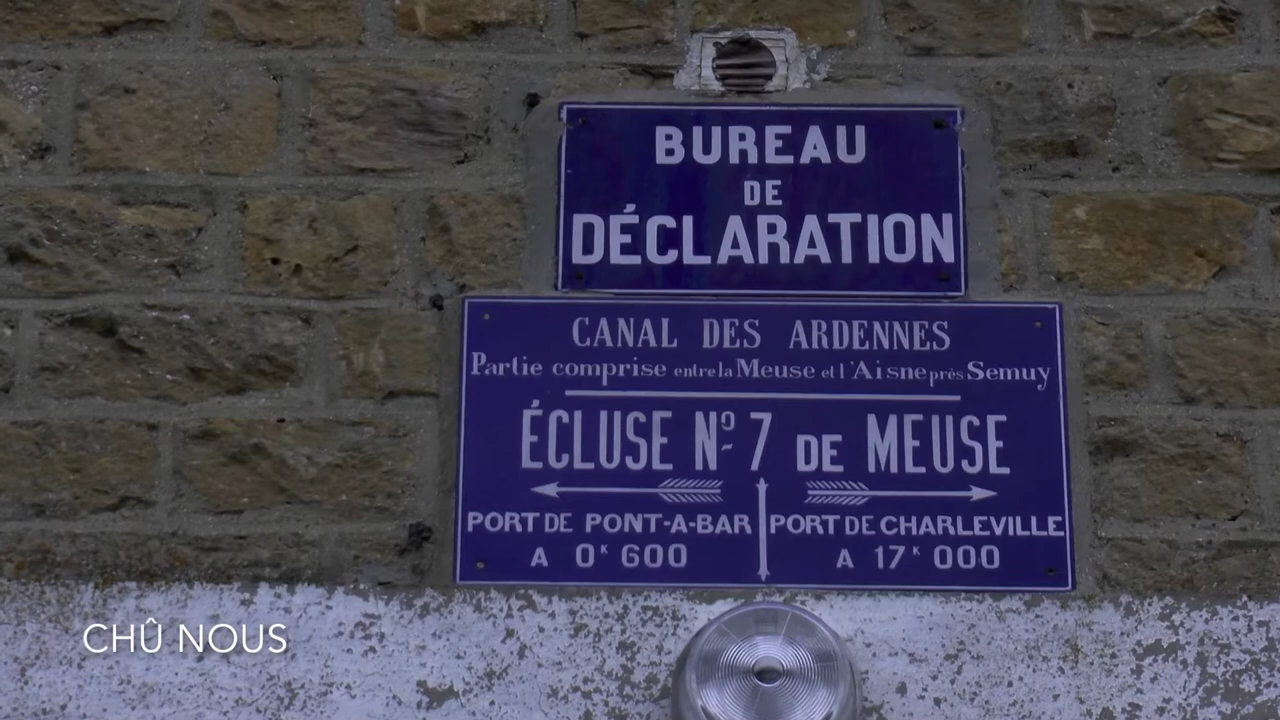 BUREAU
DE
DÉCLARATION
CANAL DES ARDENNES
Partie comprise entre la Meuse et l'Aisne près Semuy
ÉCLUSE Nº 7 DE MEUSE
PORT DE PONT-A-BAR
A 0ᴷ 600
PORT DE CHARLEVILLE
A 17ᴷ 000
CHÛ NOUS